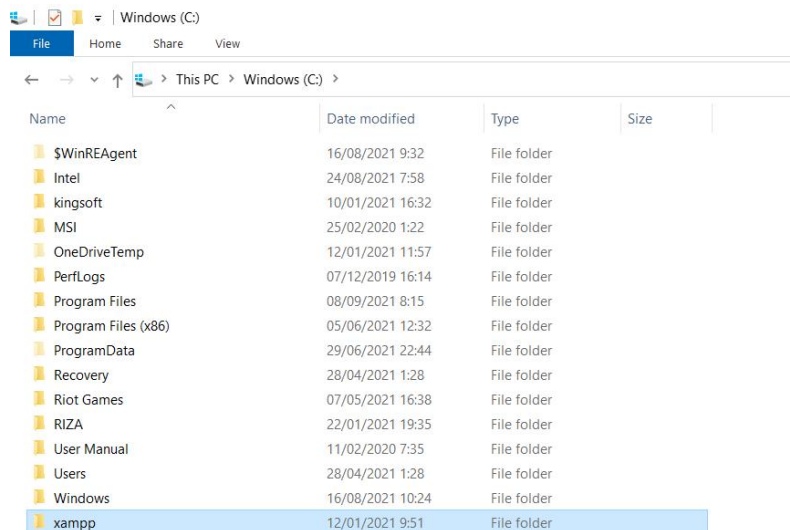 Windows (C:)
File Home Share View
This PC Windows (C:)
Name Date modified Type Size
$WinREAgent 16/08/2021 9:32 File folder
Intel 24/08/2021 7:58 File folder
kingsoft 10/01/2021 16:32 File folder
MSI 25/02/2020 1:22 File folder
OneDriveTemp 12/01/2021 11:57 File folder
PerfLogs 07/12/2019 16:14 File folder
Program Files 08/09/2021 8:15 File folder
Program Files (x86) 05/06/2021 12:32 File folder
ProgramData 29/06/2021 22:44 File folder
Recovery 28/04/2021 1:28 File folder
Riot Games 07/05/2021 16:38 File folder
RIZA 22/01/2021 19:35 File folder
User Manual 11/02/2020 7:35 File folder
Users 28/04/2021 1:28 File folder
Windows 16/08/2021 10:24 File folder
xampp 12/01/2021 9:51 File folder